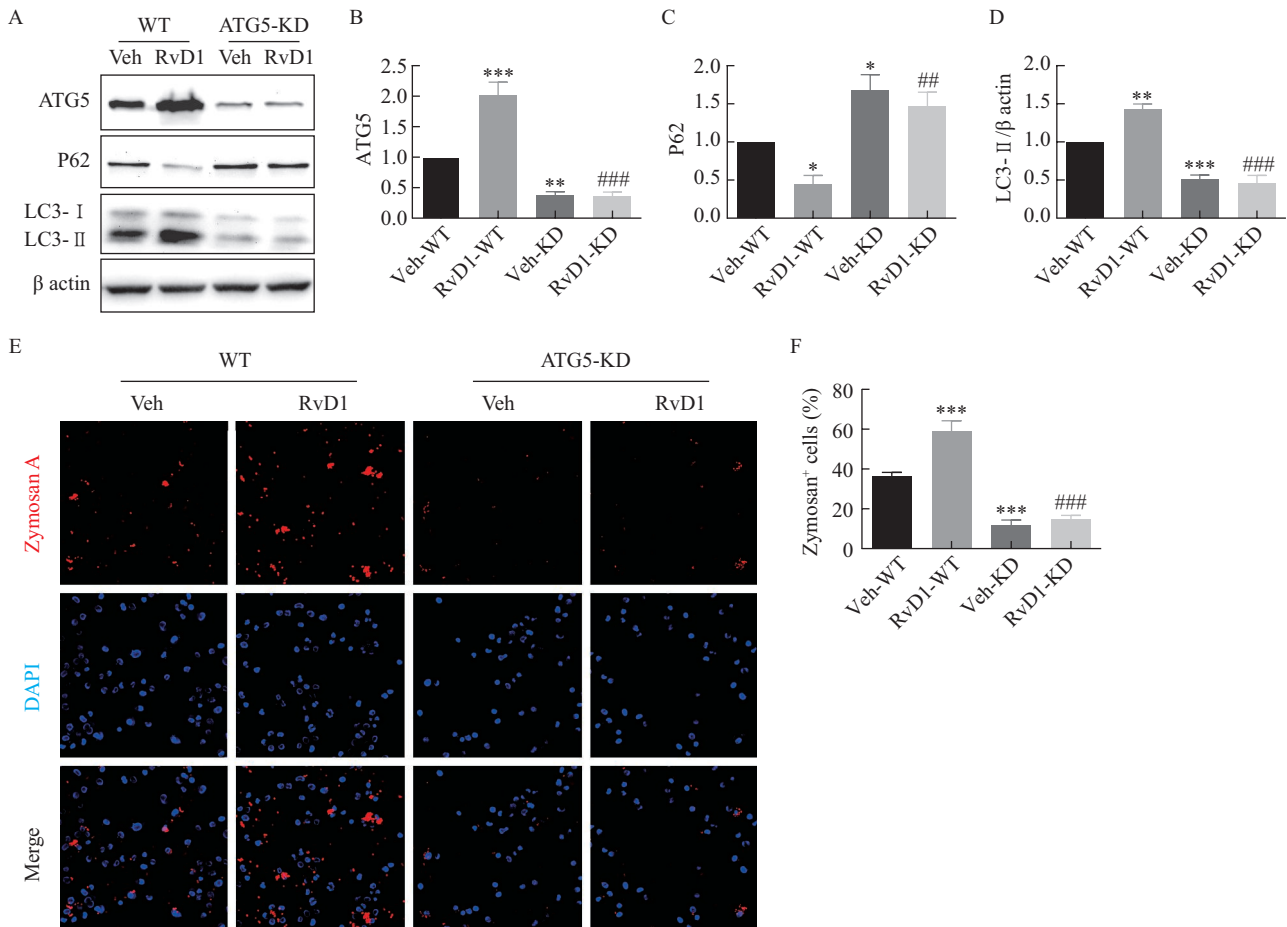 A
WT ATG5-KD
Veh RvD1 Veh RvD1
ATG5
P62
LC3- Ⅰ
LC3- Ⅱ
β actin
B
ATG5
2.5
2.0
1.5
1.0
0.5
0.0
***
**
###
Veh-WT
RvD1-WT
Veh-KD
RvD1-KD
C
P62
2.0
1.5
1.0
0.5
0.0
*
*
##
Veh-WT
RvD1-WT
Veh-KD
RvD1-KD
D
LC3- Ⅱ/β actin
2.0
1.5
1.0
0.5
0.0
**
***
###
Veh-WT
RvD1-WT
Veh-KD
RvD1-KD
E
WT ATG5-KD
Veh RvD1 Veh RvD1
Zymosan A
DAPI
Merge
F
Zymosan⁺ cells (%)
80
60
40
20
0
***
***
###
Veh-WT
RvD1-WT
Veh-KD
RvD1-KD